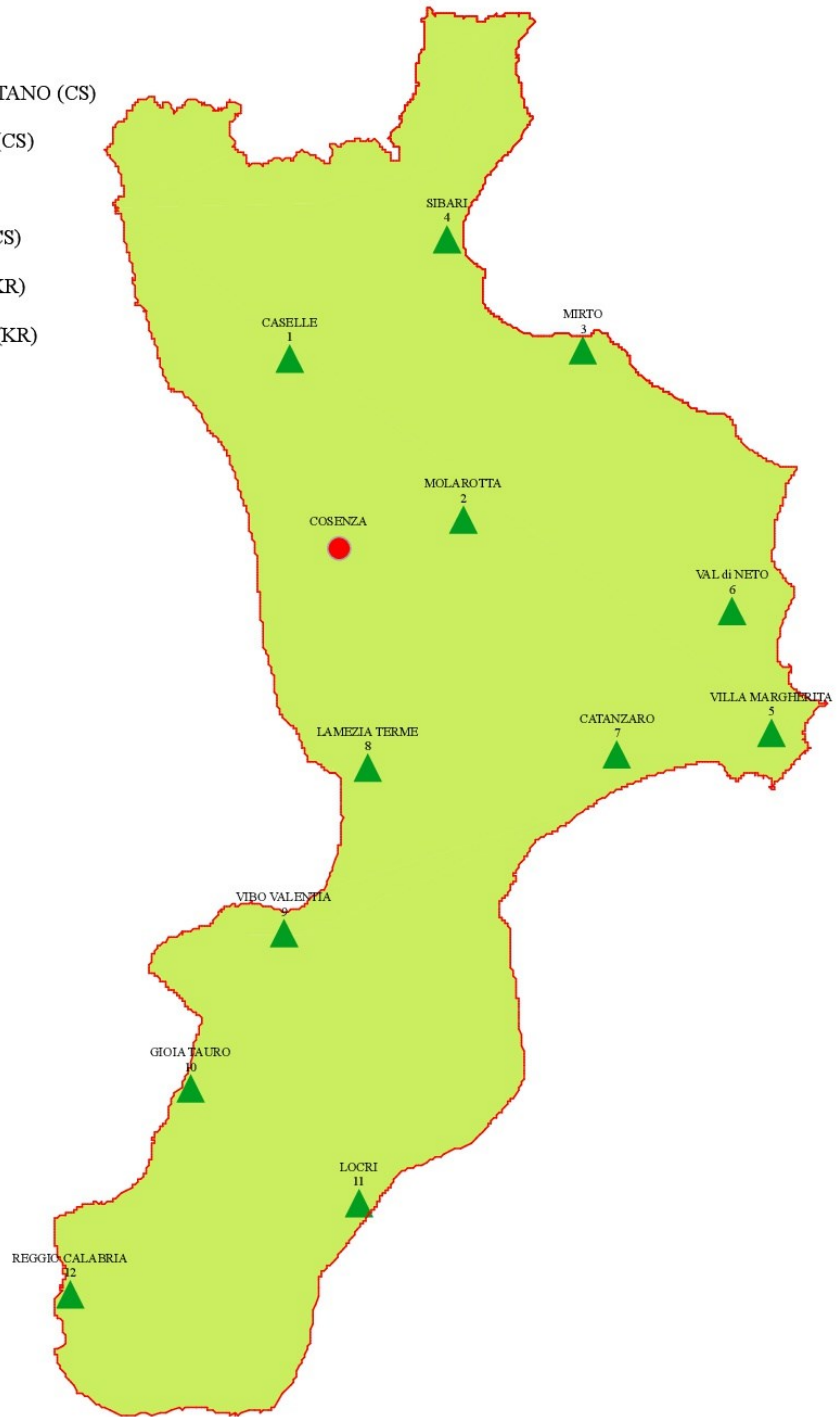 TANO (CS)
(CS)
CS)
KR)
(KR)
SIBARI
4
MIRTO
3
CASELLE
1
MOLAROTTA
2
COSENZA
VAL di NETO
6
VILLA MARGHERITA
5
CATANZARO
7
LAMEZIA TERME
8
VIBO VALENTIA
9
GIOIA TAURO
10
LOCRI
11
REGGIO CALABRIA
12